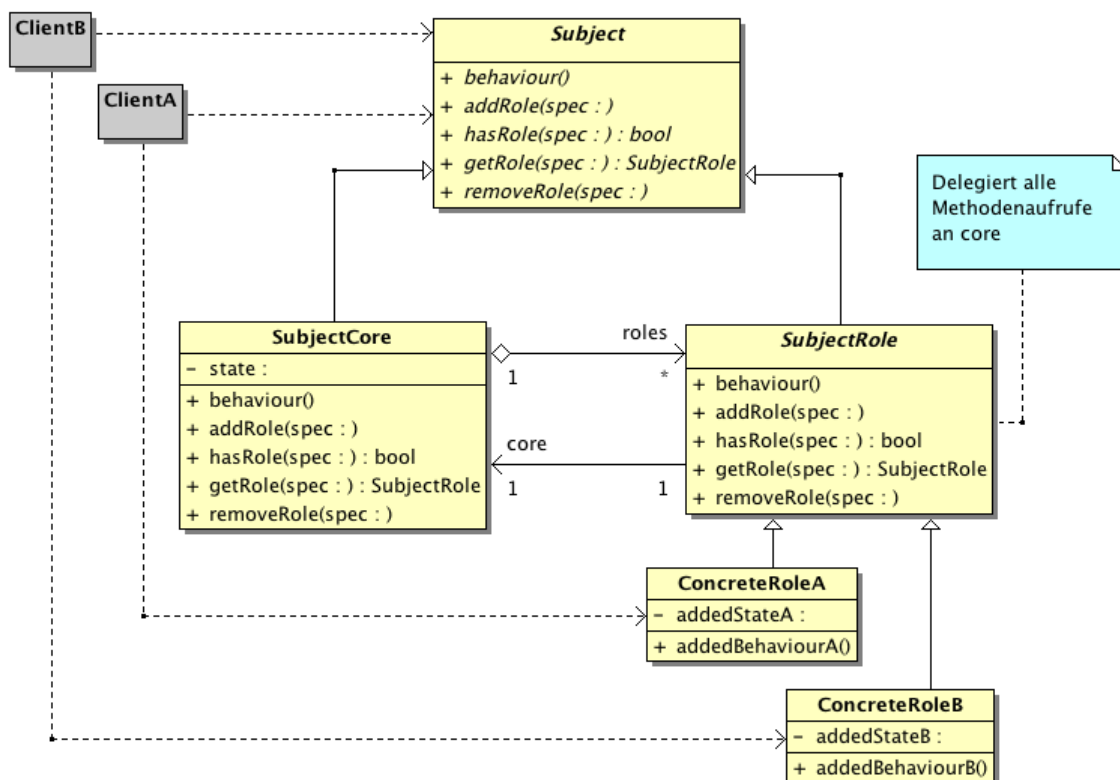 ClientB
ClientA
Subject
+ behaviour()
+ addRole(spec : )
+ hasRole(spec : ) : bool
+ getRole(spec : ) : SubjectRole
+ removeRole(spec : )
Delegiert alle
Methodenaufrufe
an core
SubjectCore
- state :
+ behaviour()
+ addRole(spec : )
+ hasRole(spec : ) : bool
+ getRole(spec : ) : SubjectRole
+ removeRole(spec : )
roles
1
*
core
1
1
SubjectRole
+ behaviour()
+ addRole(spec : )
+ hasRole(spec : ) : bool
+ getRole(spec : ) : SubjectRole
+ removeRole(spec : )
ConcreteRoleA
- addedStateA :
+ addedBehaviourA()
ConcreteRoleB
- addedStateB :
+ addedBehaviourB()